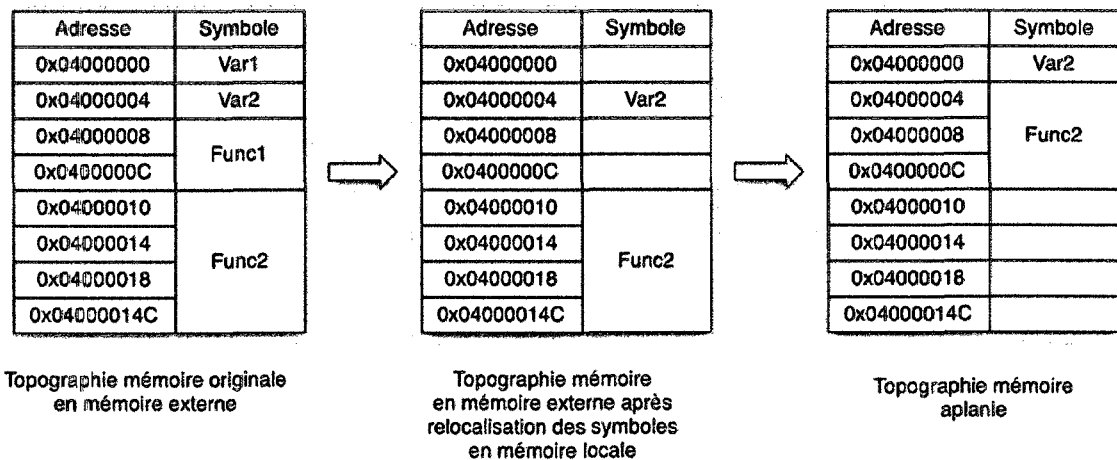 Adresse Symbole
0x04000000 Var1
0x04000004 Var2
0x04000008
Func1
0x0400000C
0x04000010
0x04000014
Func2
0x04000018
0x04000014C
Topographie mémoire originale
en mémoire externe
Adresse Symbole
0x04000000
0x04000004 Var2
0x04000008
0x0400000C
0x04000010
0x04000014
Func2
0x04000018
0x04000014C
Topographie mémoire
en mémoire externe après
relocalisation des symboles
en mémoire locale
Adresse Symbole
0x04000000 Var2
0x04000004
0x04000008 Func2
0x0400000C
0x04000010
0x04000014
0x04000018
0x04000014C
Topographie mémoire
aplanie